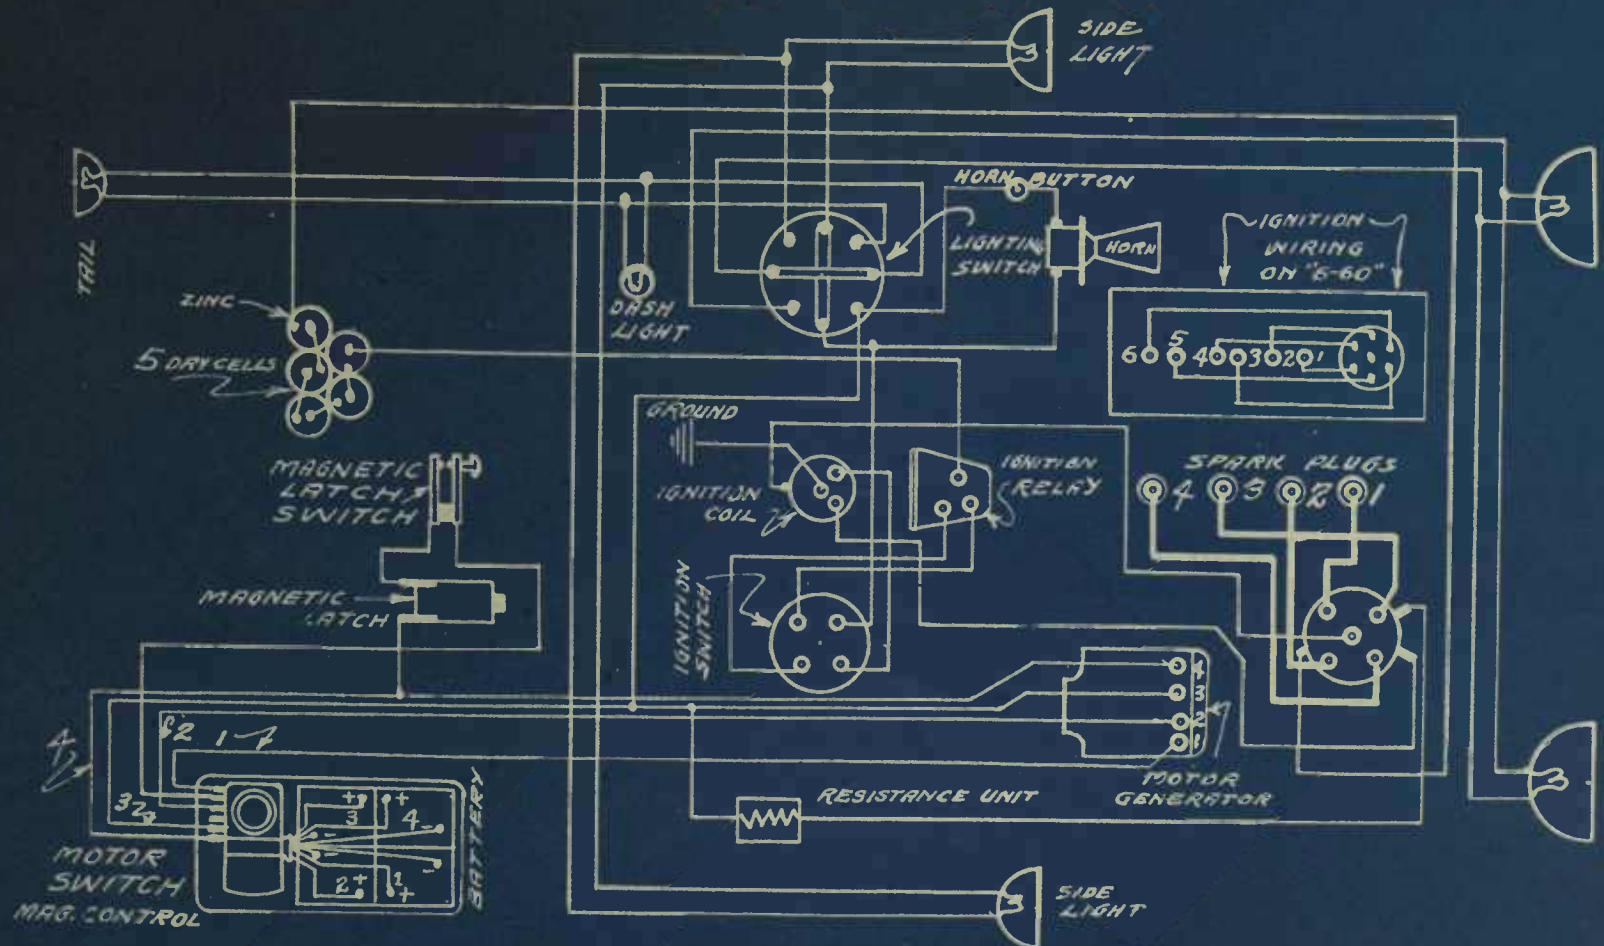 SIDE
LIGHT
HORN BUTTON
LIGHTING
SWITCH
HORN
IGNITION
WIRING
ON "6-60"
6 5 4 3 2 1
TAIL
ZINC
DASH
LIGHT
5 DRY CELLS
GROUND
MAGNETIC
LATCH
SWITCH
IGNITION
COIL
IGNITION
RELAY
SPARK PLUGS
4 3 2 1
MAGNETIC
LATCH
IGNITION
SWITCH
4
3
2
1
MOTOR
GENERATOR
4
2 1
3 2
RESISTANCE UNIT
BATTERY
+ + 3 4 -
- - -
2 + 1 +
MOTOR
SWITCH
MAG. CONTROL
SIDE
LIGHT